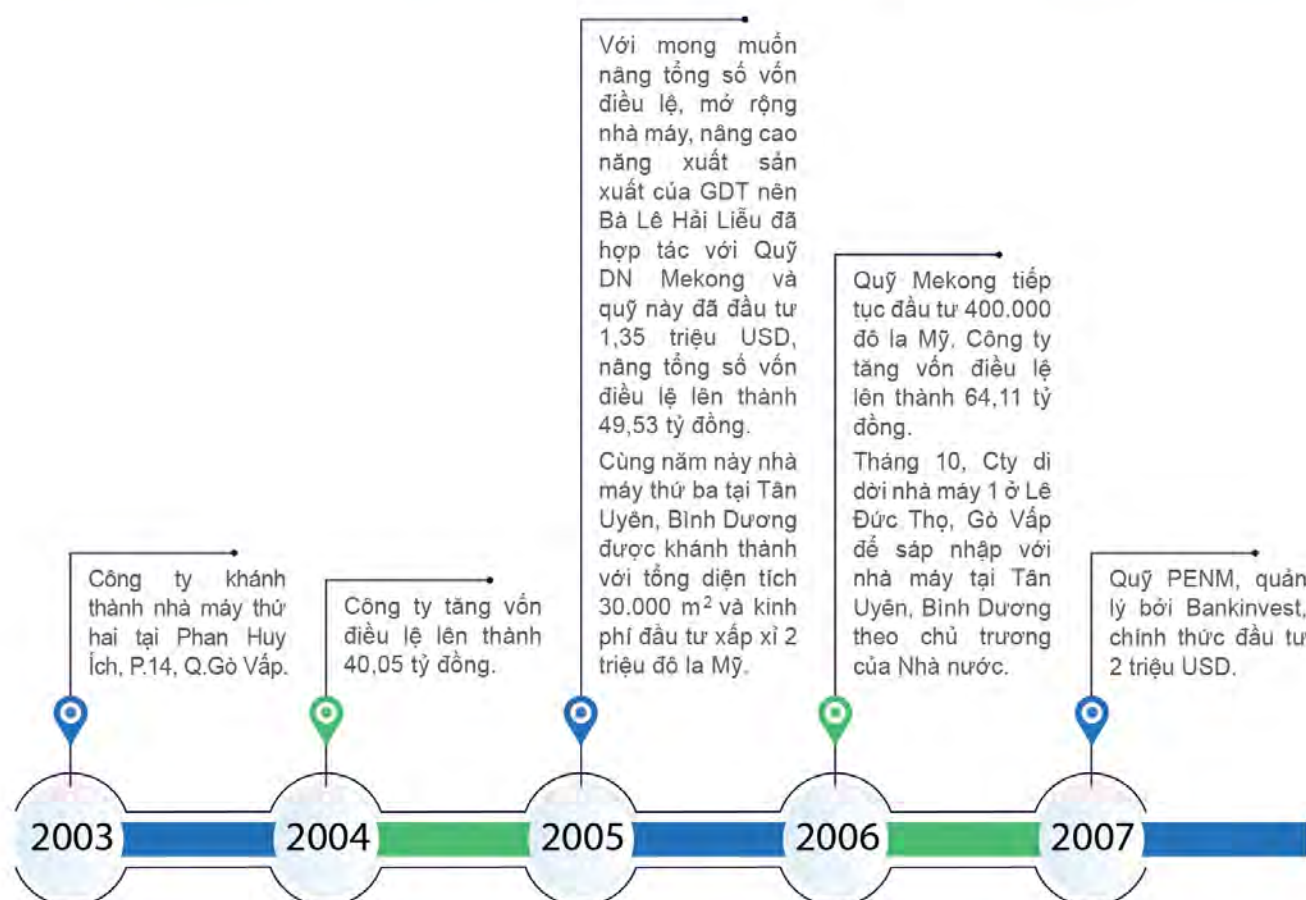 Công ty khánh
thành nhà máy thứ
hai tại Phan Huy
Ích, P.14, Q.Gò Vấp.
2003
Công ty tăng vốn
điều lệ lên thành
40,05 tỷ đồng.
2004
Với mong muốn
nâng tổng số vốn
điều lệ, mở rộng
nhà máy, nâng cao
năng xuất sản
xuất của GDT nên
Bà Lê Hải Liễu đã
hợp tác với Quỹ
DN Mekong và
quỹ này đã đầu tư
1,35 triệu USD,
nâng tổng số vốn
điều lệ lên thành
49,53 tỷ đồng.
Cùng năm này nhà
máy thứ ba tại Tân
Uyên, Bình Dương
được khánh thành
với tổng diện tích
30.000 m² và kinh
phí đầu tư xấp xỉ 2
triệu đô la Mỹ.
2005
Quỹ Mekong tiếp
tục đầu tư 400.000
đô la Mỹ, Công ty
tăng vốn điều lệ
lên thành 64,11 tỷ
đồng.
Tháng 10, Cty di
dời nhà máy 1 ở Lê
Đức Thọ, Gò Vấp
để sáp nhập với
nhà máy tại Tân
Uyên, Bình Dương
theo chủ trương
của Nhà nước.
2006
Quỹ PENM, quản
lý bởi Bankinvest,
chính thức đầu tư
2 triệu USD.
2007